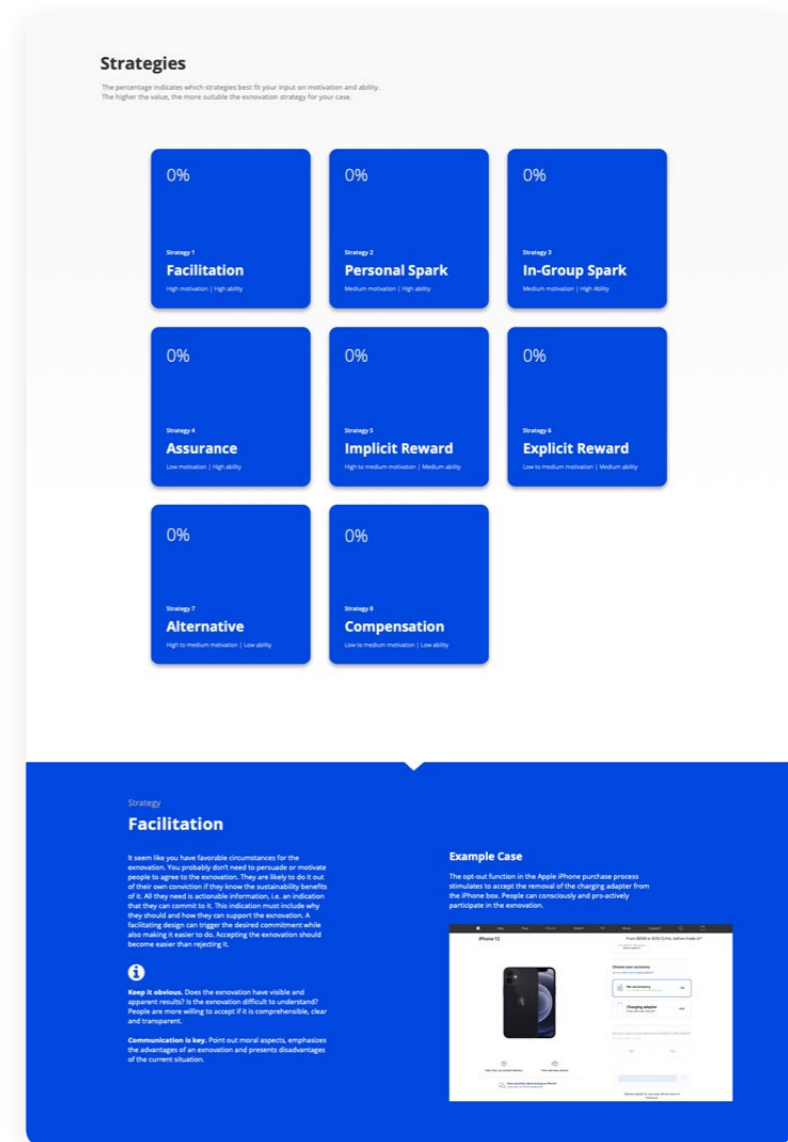 Strategies
The percentage indicates which strategies best fit your input on motivation and ability.
The higher the value, the more suitable the exnovation strategy for your case.
0%
Strategy 1
Facilitation
High motivation | High ability
0%
Strategy 2
Personal Spark
Medium motivation | High ability
0%
Strategy 3
In-Group Spark
Medium motivation | High Ability
0%
Strategy 4
Assurance
Low motivation | High ability
0%
Strategy 5
Implicit Reward
High to medium motivation | Medium ability
0%
Strategy 6
Explicit Reward
Low to medium motivation | Medium ability
0%
Strategy 7
Alternative
High to medium motivation | Low ability
0%
Strategy 8
Compensation
Low to medium motivation | Low ability
Strategy
Facilitation
It seem like you have favorable circumstances for the
exnovation. You probably don't need to persuade or motivate
people to agree to the exnovation. They are likely to do it out
of their own conviction if they know the sustainability benefits
of it. All they need is actionable information, i.e. an indication
that they can commit to it. This indication must include why
they should and how they can support the exnovation. A
facilitating design can trigger the desired commitment while
also making it easier to do. Accepting the exnovation should
become easier than rejecting it.
Keep it obvious. Does the exnovation have visible and
apparent results? Is the exnovation difficult to understand?
People are more willing to accept if it is comprehensible, clear
and transparent.
Communication is key. Point out moral aspects, emphasizes
the advantages of an exnovation and presents disadvantages
of the current situation.
Example Case
The opt-out function in the Apple iPhone purchase process
stimulates to accept the removal of the charging adapter from
the iPhone box. People can consciously and pro-actively
participate in the exnovation.
iPhone 12
Choose your accessory
No accessory
Charging adapter